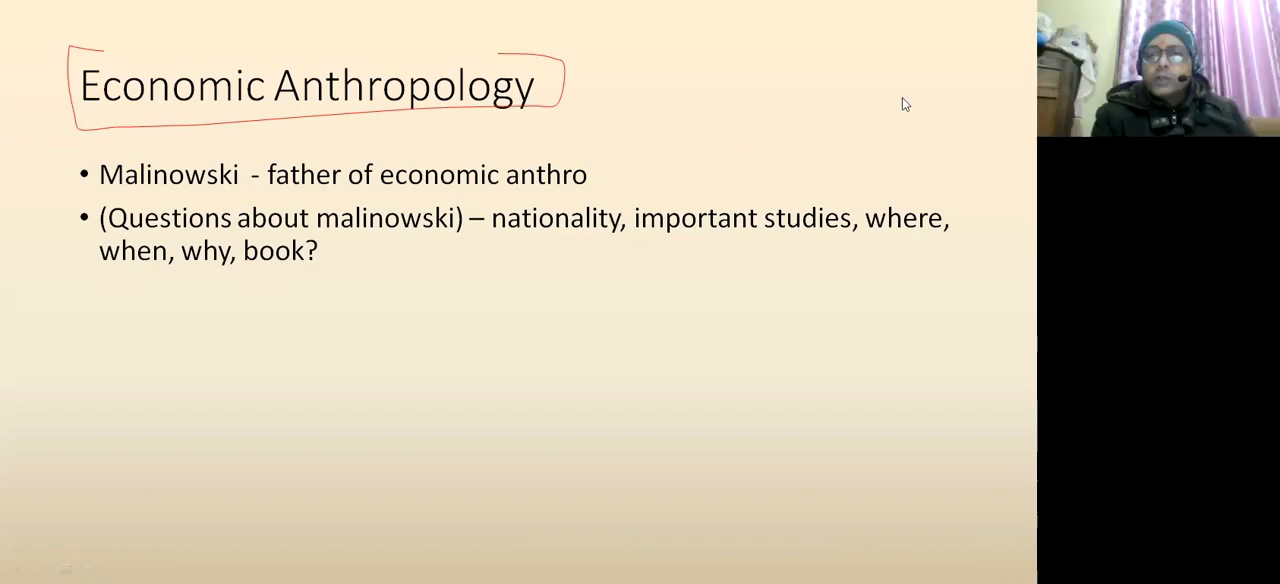 Economic Anthropology
• Malinowski - father of economic anthro
• (Questions about malinowski) – nationality, important studies, where,
when, why, book?